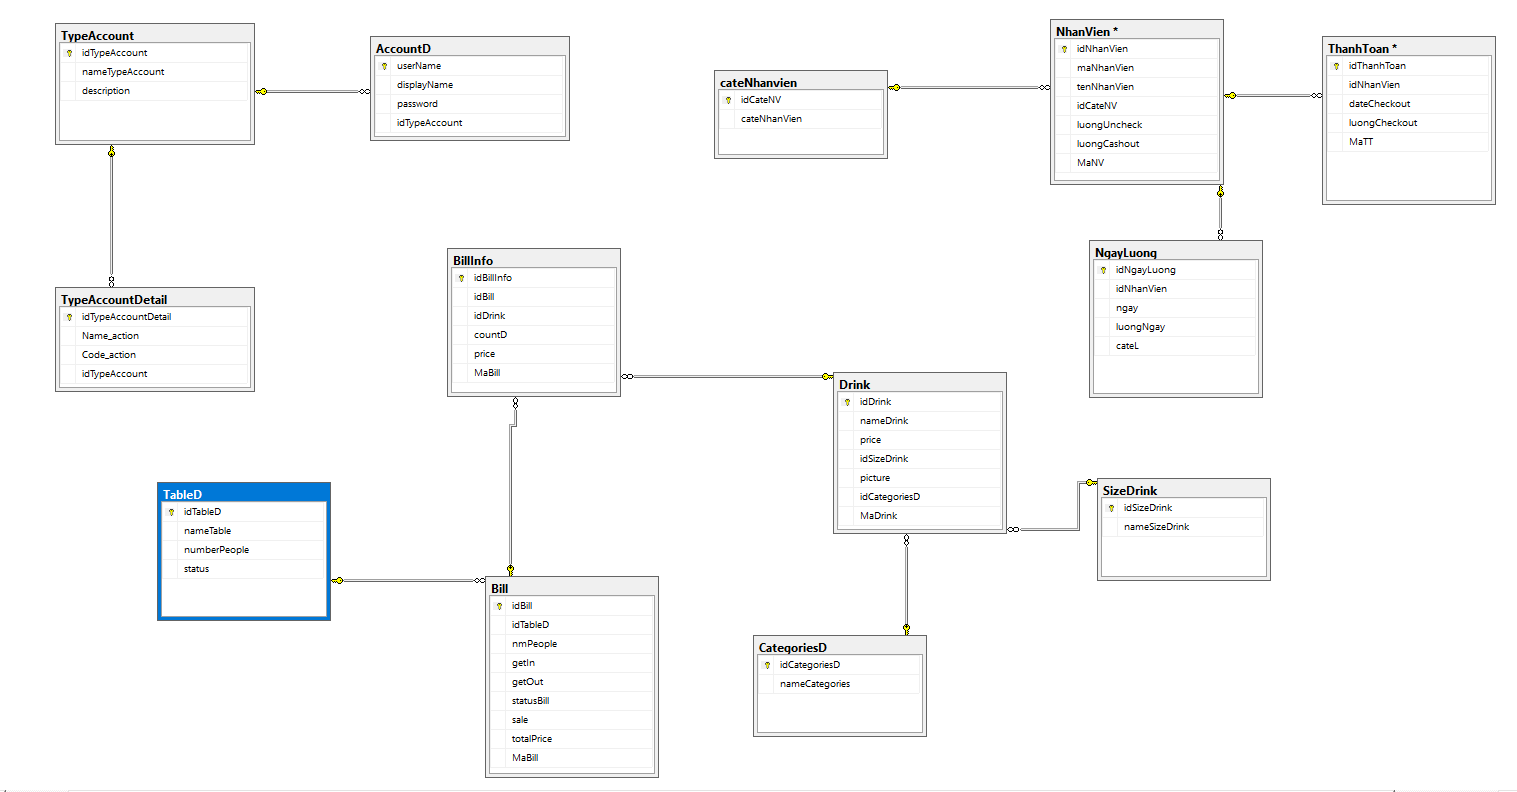 TypeAccount
idTypeAccount
nameTypeAccount
description
AccountD
userName
displayName
password
idTypeAccount
cateNhanvien
idCateNV
cateNhanVien
NhanVien *
idNhanVien
maNhanVien
tenNhanVien
idCateNV
luongUncheck
luongCashout
MaNV
ThanhToan *
idThanhToan
idNhanVien
dateCheckout
luongCheckout
MaTT
TypeAccountDetail
idTypeAccountDetail
Name_action
Code_action
idTypeAccount
BillInfo
idBillInfo
idBill
idDrink
countD
price
MaBill
NgayLuong
idNgayLuong
idNhanVien
ngay
luongNgay
cateL
Drink
idDrink
nameDrink
price
idSizeDrink
picture
idCategoriesD
MaDrink
TableD
idTableD
nameTable
numberPeople
status
SizeDrink
idSizeDrink
nameSizeDrink
Bill
idBill
idTableD
nmPeople
getIn
getOut
statusBill
sale
totalPrice
MaBill
CategoriesD
idCategoriesD
nameCategories